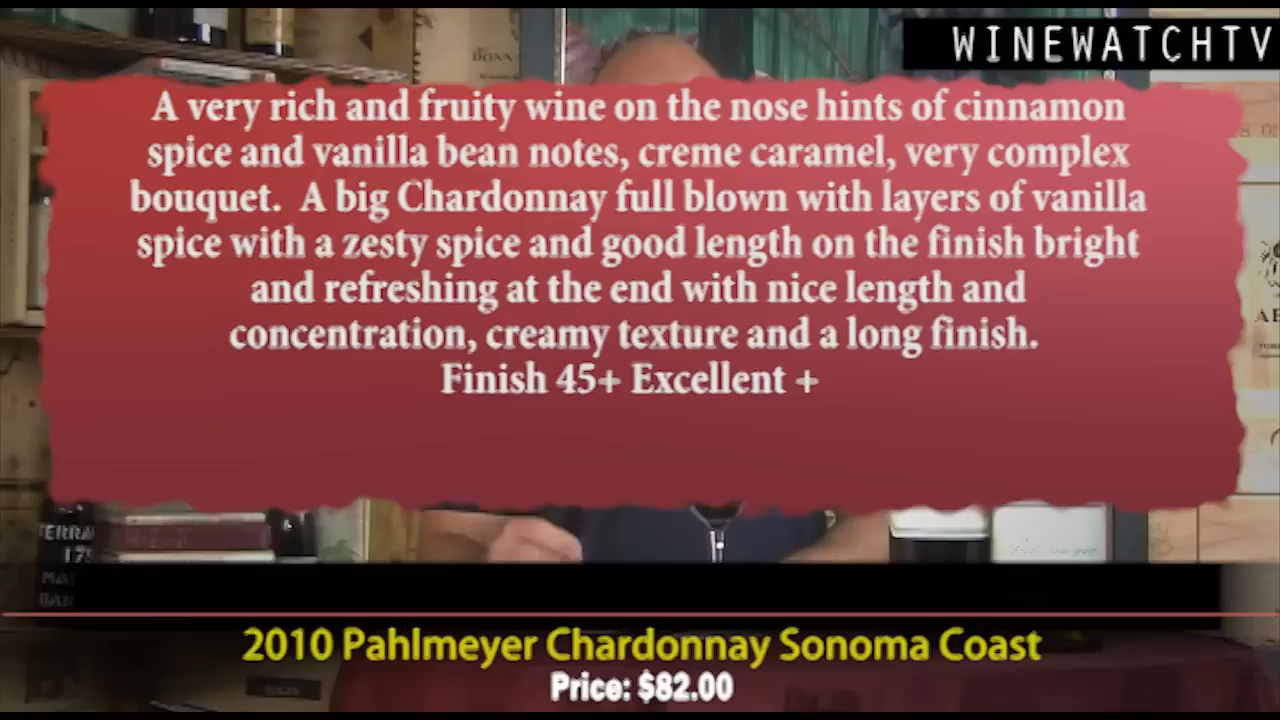 WINEWATCHTV
A very rich and fruity wine on the nose hints of cinnamon
spice and vanilla bean notes, creme caramel, very complex
bouquet. A big Chardonnay full blown with layers of vanilla
spice with a zesty spice and good length on the finish bright
and refreshing at the end with nice length and
concentration, creamy texture and a long finish.
Finish 45+ Excellent +
2010 Pahlmeyer Chardonnay Sonoma Coast
Price: $82.00